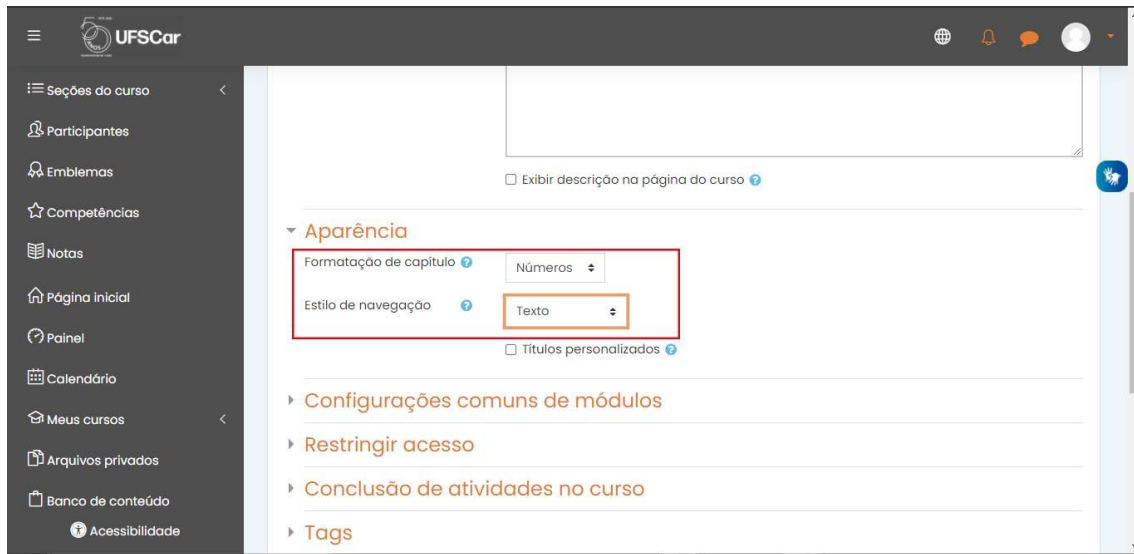 UFSCar
Seções do curso
Participantes
Emblemas
Competências
Notas
Página inicial
Painel
Calendário
Meus cursos
Arquivos privados
Banco de conteúdo
Acessibilidade
Exibir descrição na página do curso
Aparência
Formatação de capítulo
Números
Estilo de navegação
Texto
Títulos personalizados
Configurações comuns de módulos
Restringir acesso
Conclusão de atividades no curso
Tags